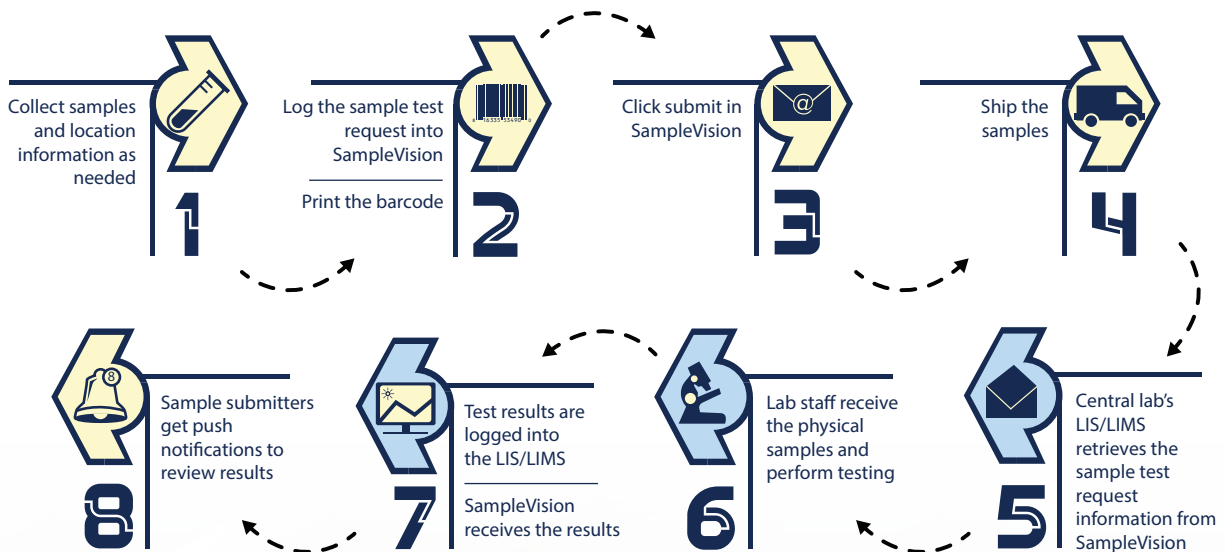 Collect samples
and location
information as
needed
1
Log the sample test
request into
SampleVision
Print the barcode
2
Click submit in
SampleVision
@
3
Ship the
samples
4
Central lab's
LIS/LIMS
retrieves the
sample test
request
information from
SampleVision
5
Lab staff receive
the physical
samples and
perform testing
6
Test results are
logged into
the LIS/LIMS
SampleVision
receives the results
7
8
Sample submitters
get push
notifications to
review results
8